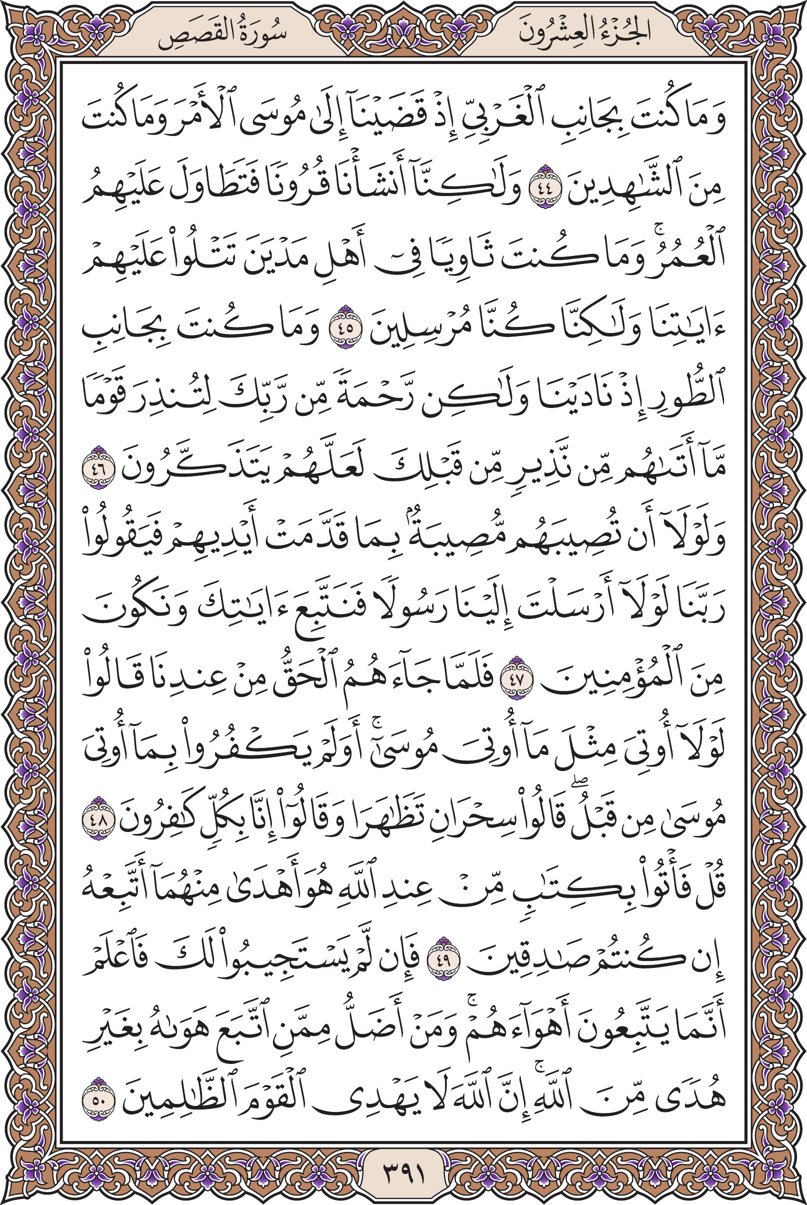 الجُزْءُ العِشْرُونَ
سُورَةُ القَصَصِ
وَمَا كُنتَ بِجَانِبِ ٱلْغَرْبِيِّ إِذْ قَضَيْنَآ إِلَىٰ مُوسَى ٱلْأَمْرَ وَمَا كُنتَ
مِنَ ٱلشَّٰهِدِينَ ٤٤ وَلَٰكِنَّآ أَنشَأْنَا قُرُونًا فَتَطَاوَلَ عَلَيْهِمُ
ٱلْعُمُرُۚ وَمَا كُنتَ ثَاوِيًا فِىٓ أَهْلِ مَدْيَنَ تَتْلُوا۟ عَلَيْهِمْ
ءَايَٰتِنَا وَلَٰكِنَّا كُنَّا مُرْسِلِينَ ٤٥ وَمَا كُنتَ بِجَانِبِ
ٱلطُّورِ إِذْ نَادَيْنَا وَلَٰكِن رَّحْمَةً مِّن رَّبِّكَ لِتُنذِرَ قَوْمًا
مَّآ أَتَىٰهُم مِّن نَّذِيرٍ مِّن قَبْلِكَ لَعَلَّهُمْ يَتَذَكَّرُونَ ٤٦
وَلَوْلَآ أَن تُصِيبَهُم مُّصِيبَةٌۢ بِمَا قَدَّمَتْ أَيْدِيهِمْ فَيَقُولُوا۟
رَبَّنَا لَوْلَآ أَرْسَلْتَ إِلَيْنَا رَسُولًا فَنَتَّبِعَ ءَايَٰتِكَ وَنَكُونَ
مِنَ ٱلْمُؤْمِنِينَ ٤٧ فَلَمَّا جَآءَهُمُ ٱلْحَقُّ مِنْ عِندِنَا قَالُوا۟
لَوْلَآ أُوتِىَ مِثْلَ مَآ أُوتِىَ مُوسَىٰٓۚ أَوَلَمْ يَكْفُرُوا۟ بِمَآ أُوتِىَ
مُوسَىٰ مِن قَبْلُۖ قَالُوا۟ سِحْرَانِ تَظَٰهَرَا وَقَالُوٓا۟ إِنَّا بِكُلٍّ كَٰفِرُونَ ٤٨
قُلْ فَأْتُوا۟ بِكِتَٰبٍ مِّنْ عِندِ ٱللَّهِ هُوَ أَهْدَىٰ مِنْهُمَآ أَتَّبِعْهُ
إِن كُنتُمْ صَٰدِقِينَ ٤٩ فَإِن لَّمْ يَسْتَجِيبُوا۟ لَكَ فَٱعْلَمْ
أَنَّمَا يَتَّبِعُونَ أَهْوَآءَهُمْۚ وَمَنْ أَضَلُّ مِمَّنِ ٱتَّبَعَ هَوَىٰهُ بِغَيْرِ
هُدًى مِّنَ ٱللَّهِۚ إِنَّ ٱللَّهَ لَا يَهْدِى ٱلْقَوْمَ ٱلظَّٰلِمِينَ ٥٠
٣٩١